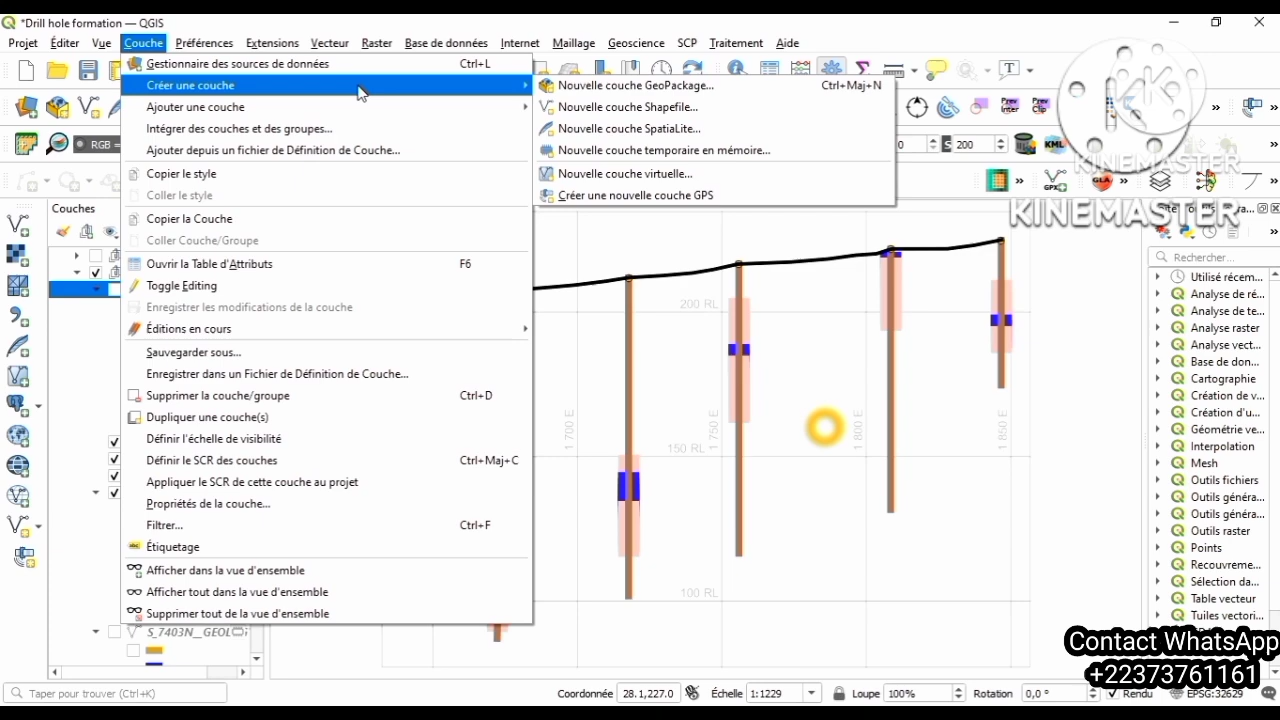 *Drill hole formation — QGIS
Projet Éditer Vue Couche Préférences Extensions Vecteur Raster Base de données Internet Maillage Geoscience SCP Traitement Aide
Gestionnaire des sources de données Ctrl+L
Créer une couche
Ajouter une couche
Intégrer des couches et des groupes...
Ajouter depuis un fichier de Définition de Couche...
Copier le style
Coller le style
Copier la Couche
Coller Couche/Groupe
Ouvrir la Table d'Attributs F6
Toggle Editing
Enregistrer les modifications de la couche
Éditions en cours
Sauvegarder sous...
Enregistrer dans un Fichier de Définition de Couche...
Supprimer la couche/groupe Ctrl+D
Dupliquer une couche(s)
Définir l'échelle de visibilité
Définir le SCR des couches Ctrl+Maj+C
Appliquer le SCR de cette couche au projet
Propriétés de la couche...
Filtrer... Ctrl+F
Étiquetage
Afficher dans la vue d'ensemble
Afficher tout dans la vue d'ensemble
Supprimer tout de la vue d'ensemble
Nouvelle couche GeoPackage... Ctrl+Maj+N
Nouvelle couche Shapefile...
Nouvelle couche SpatiaLite...
Nouvelle couche temporaire en mémoire...
Nouvelle couche virtuelle...
Créer une nouvelle couche GPS
Prev Inter
Prev Clip
KINEMASTER
KINEMASTER
RGB =
0 S 200
KML
GPX
GLA
Couches
200 RL
150 RL
100 RL
1 700 E
1 750 E
1 800 E
1 850 E
Rechercher...
Utilisé récem...
Analyse de ré...
Analyse de te...
Analyse raster
Analyse vect...
Base de don...
Cartographie
Création de v...
Création d'u...
Géométrie ve...
Interpolation
Mesh
Outils fichiers
Outils généra...
Outils généra...
Outils raster
Points
Recouvreme...
Sélection da...
Table vecteur
Tuiles vectori...
Contact WhatsApp
+22373761161
Taper pour trouver (Ctrl+K) Coordonnée 28.1,227.0 Échelle 1:1229 Loupe 100% Rotation 0,0 ° Rendu EPSG:32629